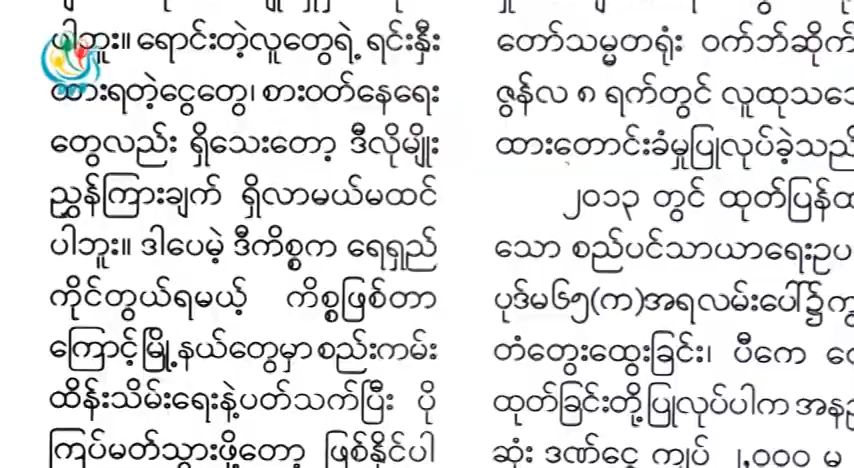 ပါဘူး။ ရောင်းတဲ့လူတွေရဲ့ ရင်းနှီး
ထားရတဲ့ငွေတွေ၊ စားဝတ်နေရေး
တွေလည်း ရှိသေးတော့ ဒီလိုမျိုး
ညွှန်ကြားချက် ရှိလာမယ်မထင်
ပါဘူး။ ဒါပေမဲ့ ဒီကိစ္စက ရေရှည်
ကိုင်တွယ်ရမယ့် ကိစ္စဖြစ်တာ
ကြောင့်မြို့နယ်တွေမှာစည်းကမ်း
ထိန်းသိမ်းရေးနဲ့ပတ်သက်ပြီး ပို
ကြပ်မတ်သွားဖို့တော့ ဖြစ်နိုင်ပါ
တော်သမ္မတရုံး ဝက်ဘ်ဆိုက်
ဇွန်လ ၈ ရက်တွင် လူထုသ
ထားတောင်းခံမှုပြုလုပ်ခဲ့သည်
၂၀၁၃ တွင် ထုတ်ပြန်
သော စည်ပင်သာယာရေးဥပ
ပုဒ်မ၆၅(က)အရလမ်းပေါ်၌
တံတွေးထွေးခြင်း၊ ပီကေ
ထုတ်ခြင်းတို့ပြုလုပ်ပါက
ဆုံး ဒဏ်ငွေ ကျပ်